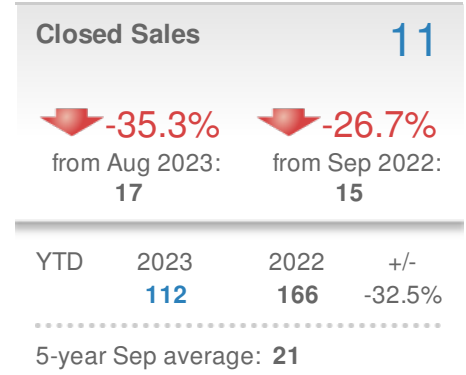 Closed Sales 11
-35.3% -26.7%
from Aug 2023: from Sep 2022:
17 15
YTD 2023 2022 +/-
112 166 -32.5%
5-year Sep average: 21